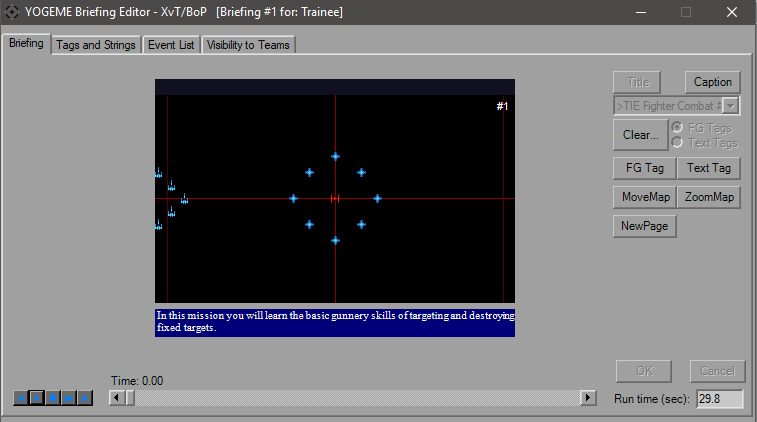 YOGEME Briefing Editor - XvT/BoP [Briefing #1 for: Trainee]
Briefing
Tags and Strings
Event List
Visibility to Teams
#1
In this mission you will learn the basic gunnery skills of targeting and destroying
fixed targets.
Title
Caption
>TIE Fighter Combat #
Clear...
FG Tags
Text Tags
FG Tag
Text Tag
MoveMap
ZoomMap
NewPage
OK
Cancel
Time: 0.00
Run time (sec):
29.8